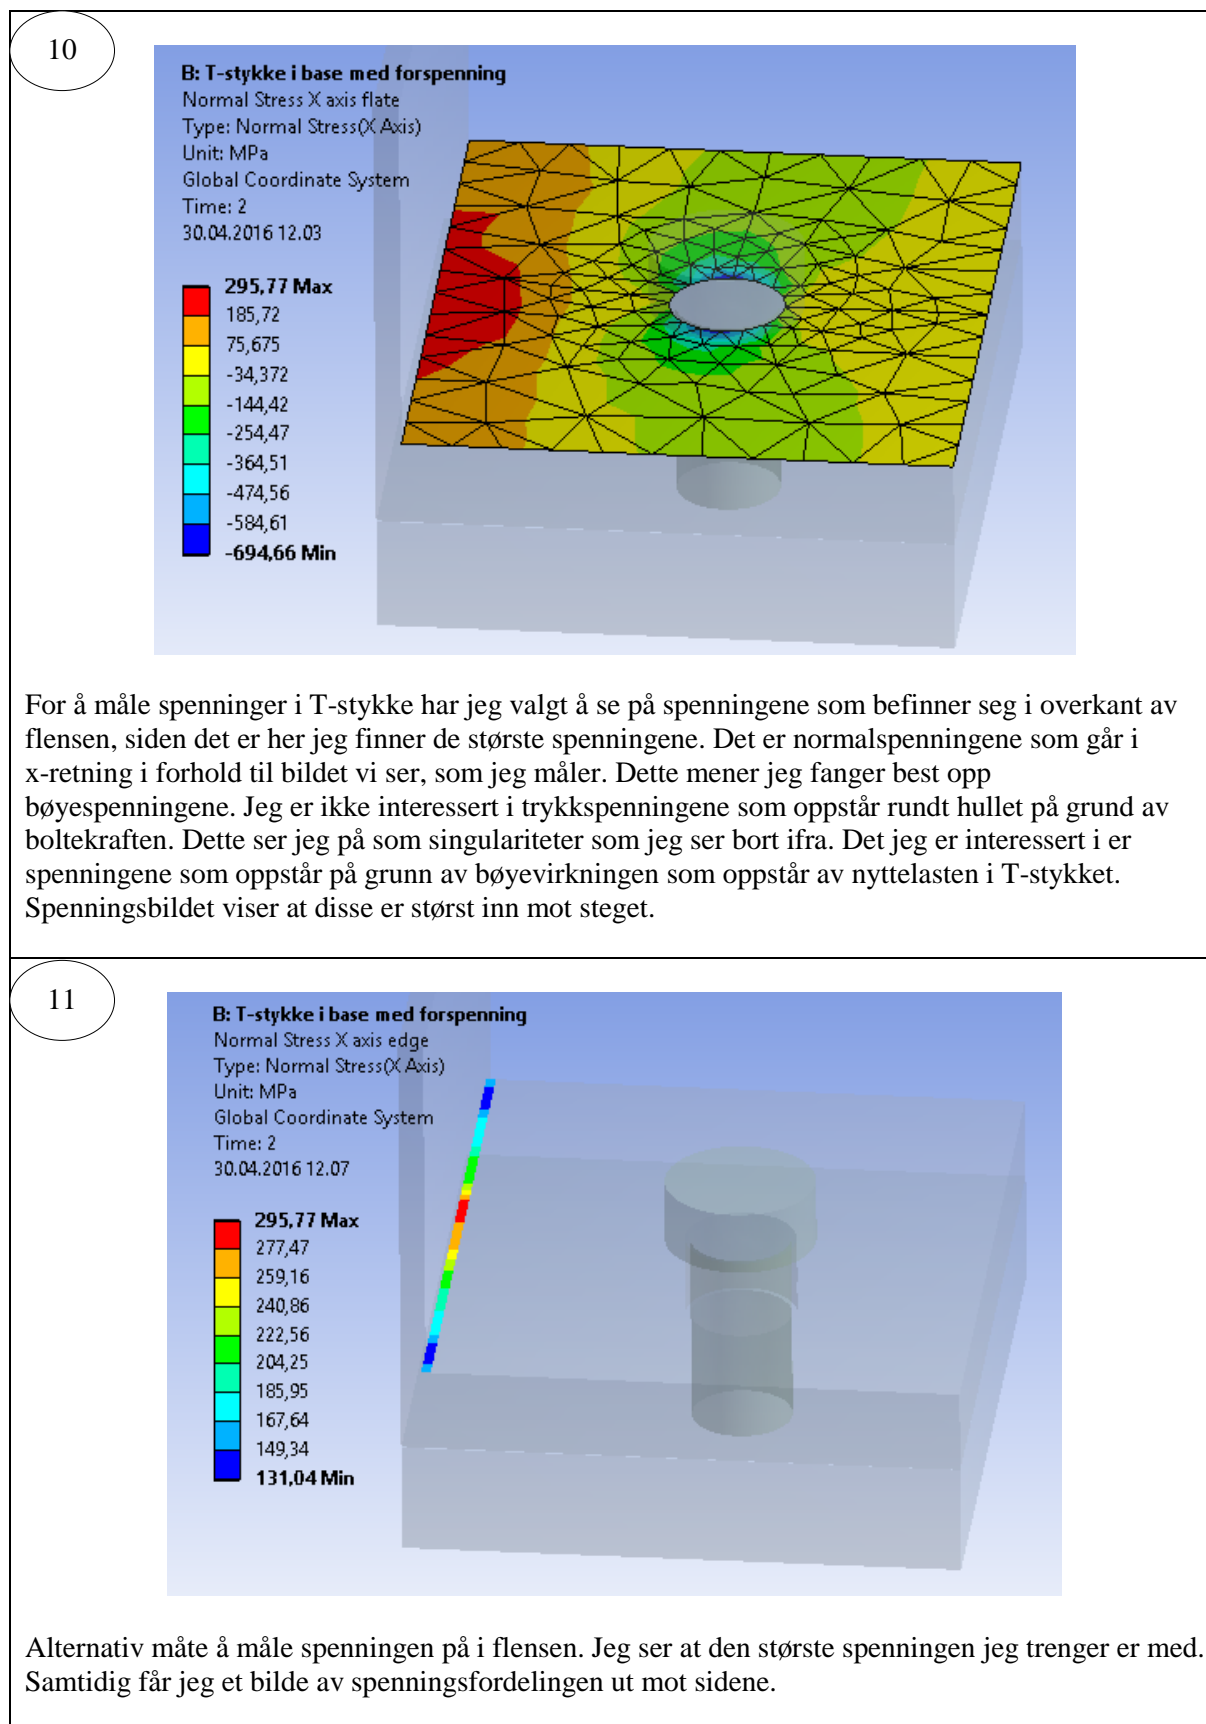 10
B: T-stykke i base med forspenning
Normal Stress X axis flate
Type: Normal Stress(X Axis)
Unit: MPa
Global Coordinate System
Time: 2
30.04.2016 12.03
295,77 Max
185,72
75,675
-34,372
-144,42
-254,47
-364,51
-474,56
-584,61
-694,66 Min
For å måle spenninger i T-stykke har jeg valgt å se på spenningene som befinner seg i overkant av
flensen, siden det er her jeg finner de største spenningene. Det er normalspenningene som går i
x-retning i forhold til bildet vi ser, som jeg måler. Dette mener jeg fanger best opp
bøyespenningene. Jeg er ikke interessert i trykkspenningene som oppstår rundt hullet på grund av
boltekraften. Dette ser jeg på som singulariteter som jeg ser bort ifra. Det jeg er interessert i er
spenningene som oppstår på grunn av bøyevirkningen som oppstår av nyttelasten i T-stykket.
Spenningsbildet viser at disse er størst inn mot steget.
11
B: T-stykke i base med forspenning
Normal Stress X axis edge
Type: Normal Stress(X Axis)
Unit: MPa
Global Coordinate System
Time: 2
30.04.2016 12.07
295,77 Max
277,47
259,16
240,86
222,56
204,25
185,95
167,64
149,34
131,04 Min
Alternativ måte å måle spenningen på i flensen. Jeg ser at den største spenningen jeg trenger er med.
Samtidig får jeg et bilde av spenningsfordelingen ut mot sidene.